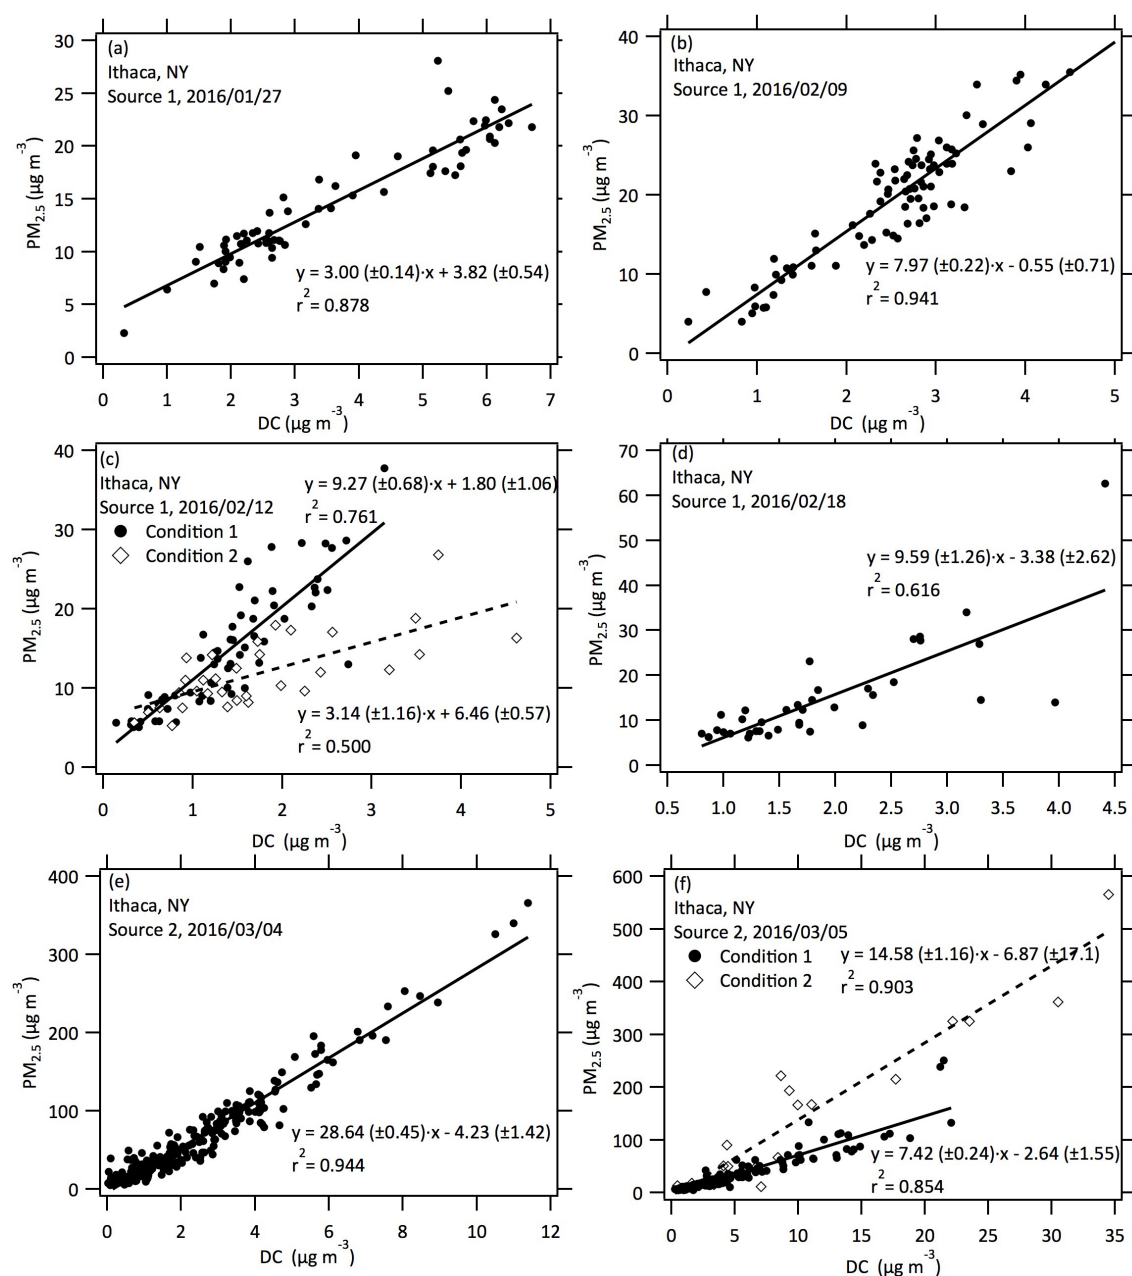 (a)
Ithaca, NY
Source 1, 2016/01/27
y = 3.00 (±0.14)·x + 3.82 (±0.54)
r² = 0.878
PM₂.₅ (µg m⁻³)
30
25
20
15
10
5
0
0 1 2 3 4 5 6 7
DC (µg m⁻³)
(b)
Ithaca, NY
Source 1, 2016/02/09
y = 7.97 (±0.22)·x - 0.55 (±0.71)
r² = 0.941
PM₂.₅ (µg m⁻³)
40
30
20
10
0
0 1 2 3 4 5
DC (µg m⁻³)
(c)
Ithaca, NY
Source 1, 2016/02/12
Condition 1
Condition 2
y = 9.27 (±0.68)·x + 1.80 (±1.06)
r² = 0.761
y = 3.14 (±1.16)·x + 6.46 (±0.57)
r² = 0.500
PM₂.₅ (µg m⁻³)
40
30
20
10
0
0 1 2 3 4 5
DC (µg m⁻³)
(d)
Ithaca, NY
Source 1, 2016/02/18
y = 9.59 (±1.26)·x - 3.38 (±2.62)
r² = 0.616
PM₂.₅ (µg m⁻³)
70
60
50
40
30
20
10
0
0.5 1.0 1.5 2.0 2.5 3.0 3.5 4.0 4.5
DC (µg m⁻³)
(e)
Ithaca, NY
Source 2, 2016/03/04
y = 28.64 (±0.45)·x - 4.23 (±1.42)
r² = 0.944
PM₂.₅ (µg m⁻³)
400
300
200
100
0
0 2 4 6 8 10 12
DC (µg m⁻³)
(f)
Ithaca, NY
Source 2, 2016/03/05
Condition 1
Condition 2
y = 14.58 (±1.16)·x - 6.87 (±17.1)
r² = 0.903
y = 7.42 (±0.24)·x - 2.64 (±1.55)
r² = 0.854
PM₂.₅ (µg m⁻³)
600
500
400
300
200
100
0
0 5 10 15 20 25 30 35
DC (µg m⁻³)